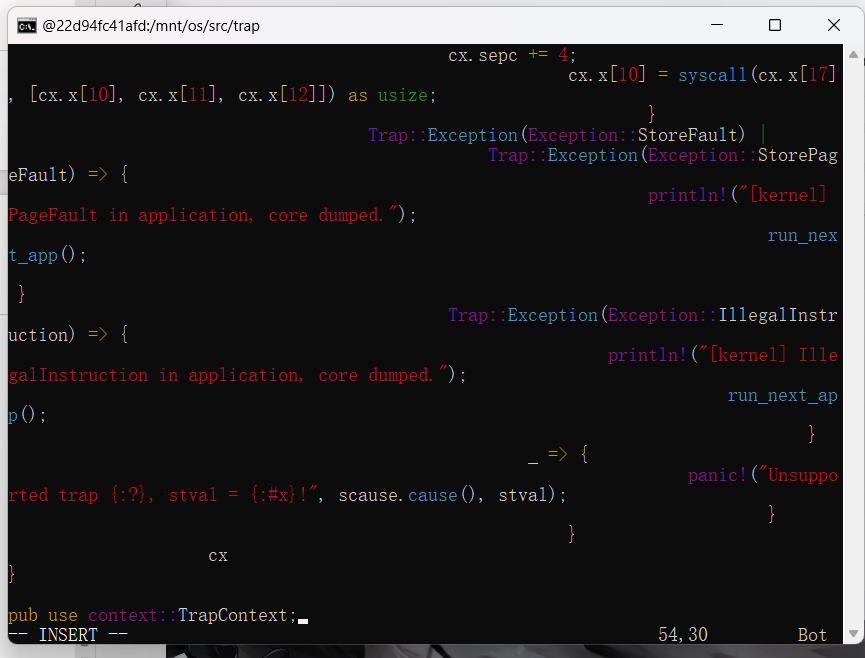 @22d94fc41afd:/mnt/os/src/trap
cx.sepc += 4;
cx.x[10] = syscall(cx.x[17]
, [cx.x[10], cx.x[11], cx.x[12]]) as usize;
}
Trap::Exception(Exception::StoreFault) |
Trap::Exception(Exception::StorePag
eFault) => {
println!("[kernel]
PageFault in application, core dumped.");
run_nex
t_app();
}
Trap::Exception(Exception::IllegalInstr
uction) => {
println!("[kernel] Ille
galInstruction in application, core dumped.");
run_next_ap
p();
}
_ => {
panic!("Unsuppo
rted trap {:?}, stval = {:#x}!", scause.cause(), stval);
}
}
cx
}
pub use context::TrapContext;
-- INSERT --
54,30
Bot